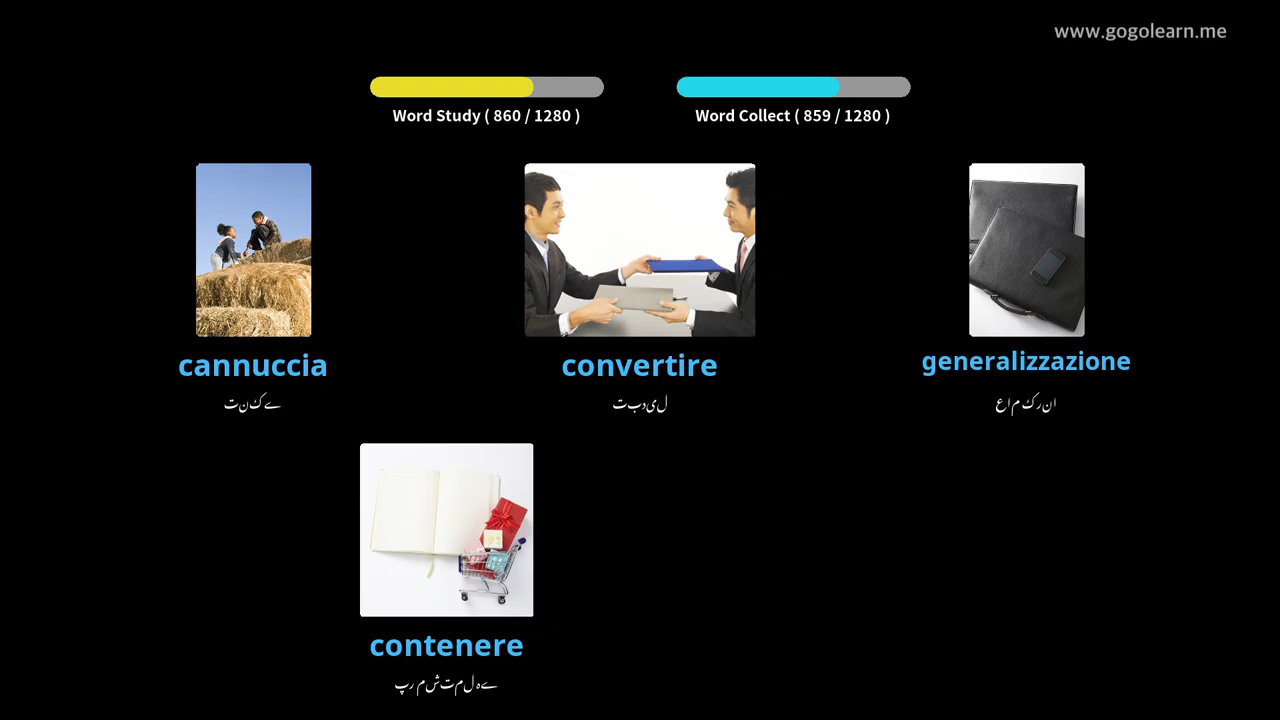 www.gogolearn.me
Word Study ( 860 / 1280 )
Word Collect ( 859 / 1280 )
cannuccia
convertire
generalizzazione
تنکے
تبدیل
عام کرنا
contenere
پر مشتمل ہے